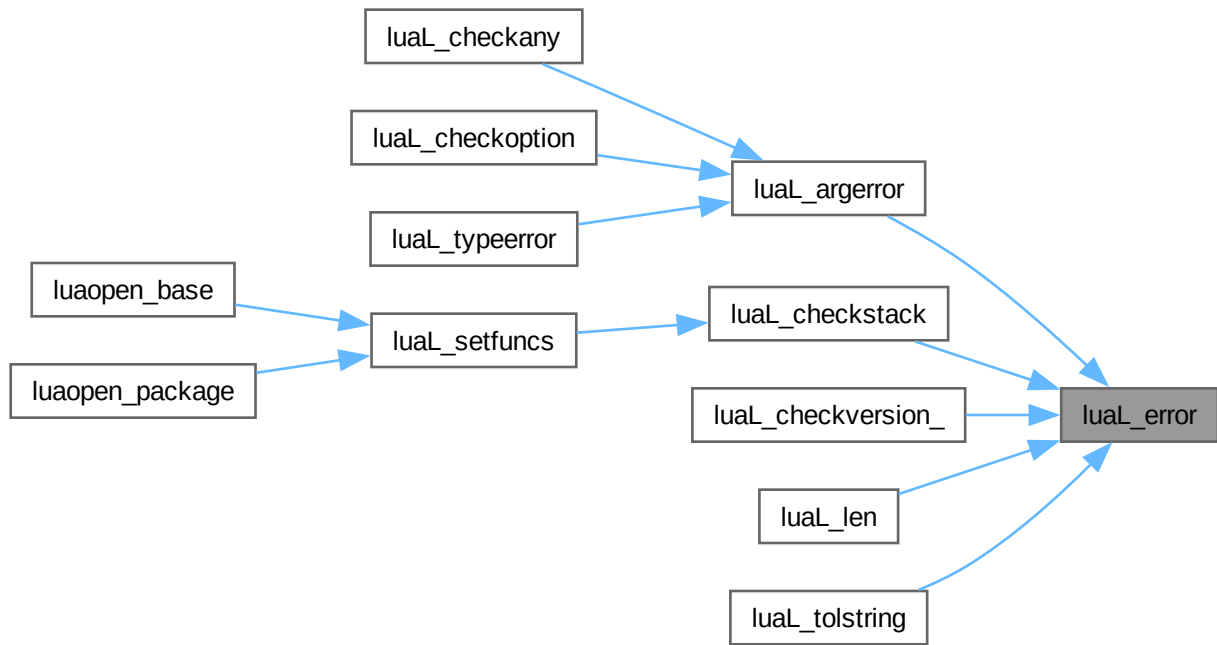 luaL_checkany
luaL_checkoption
luaL_argerror
luaL_typeerror
luaopen_base
luaL_checkstack
luaL_setfuncs
luaopen_package
luaL_checkversion_
luaL_error
luaL_len
luaL_tolstring